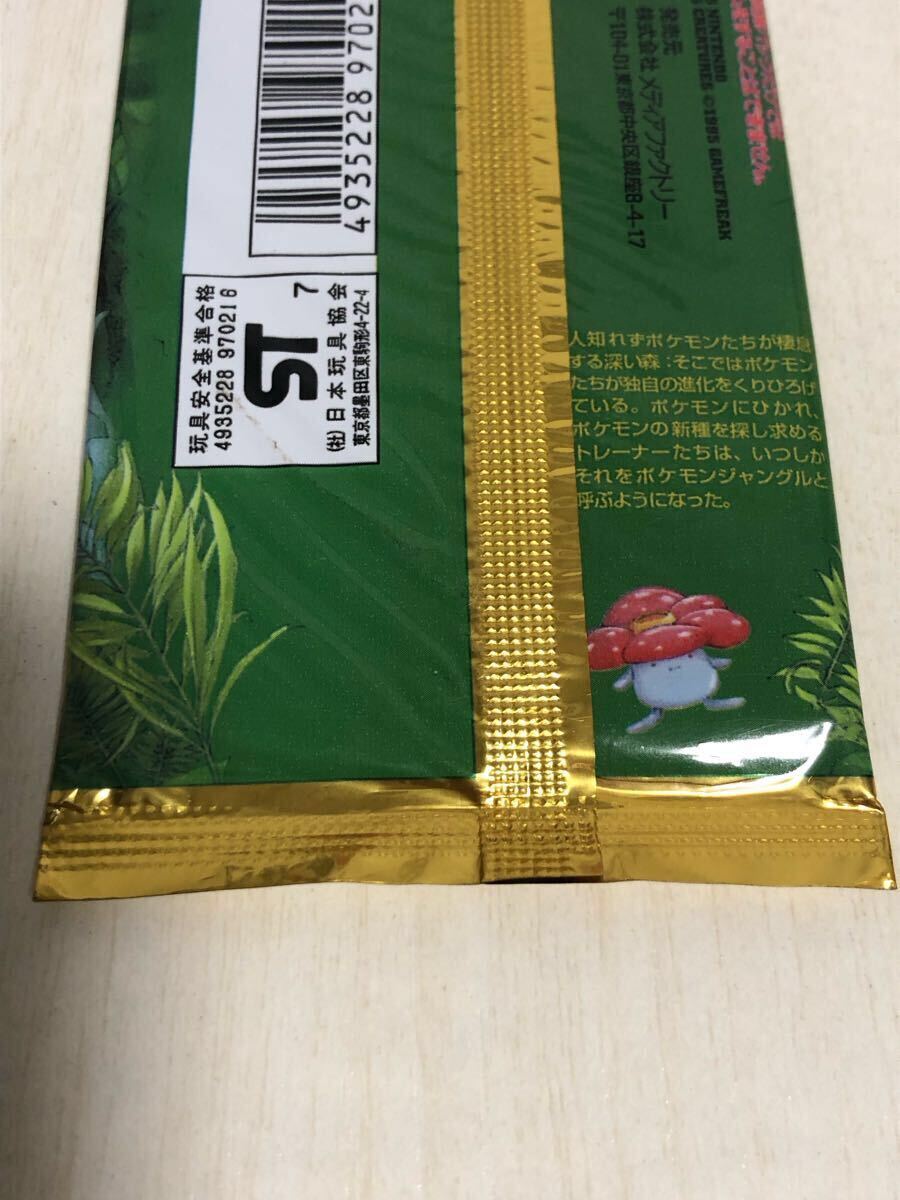 4935228 9702
玩具安全基準合格
4935228 970216
ST
7
(社)日本玩具協会
東京都墨田区東駒形4-22-4
NINTENDO
CREATURES ©1995 GAMEFREAK
発売元
株式会社メディアファクトリー
〒104-01東京都中央区銀座8-4-17
人知れずポケモンたちが棲息
する深い森：そこではポケモン
たちが独自の進化をくりひろげ
ている。ポケモンにひかれ、
ポケモンの新種を探し求める
トレーナーたちは、いつしか
それをポケモンジャングルと
呼ぶようになった。